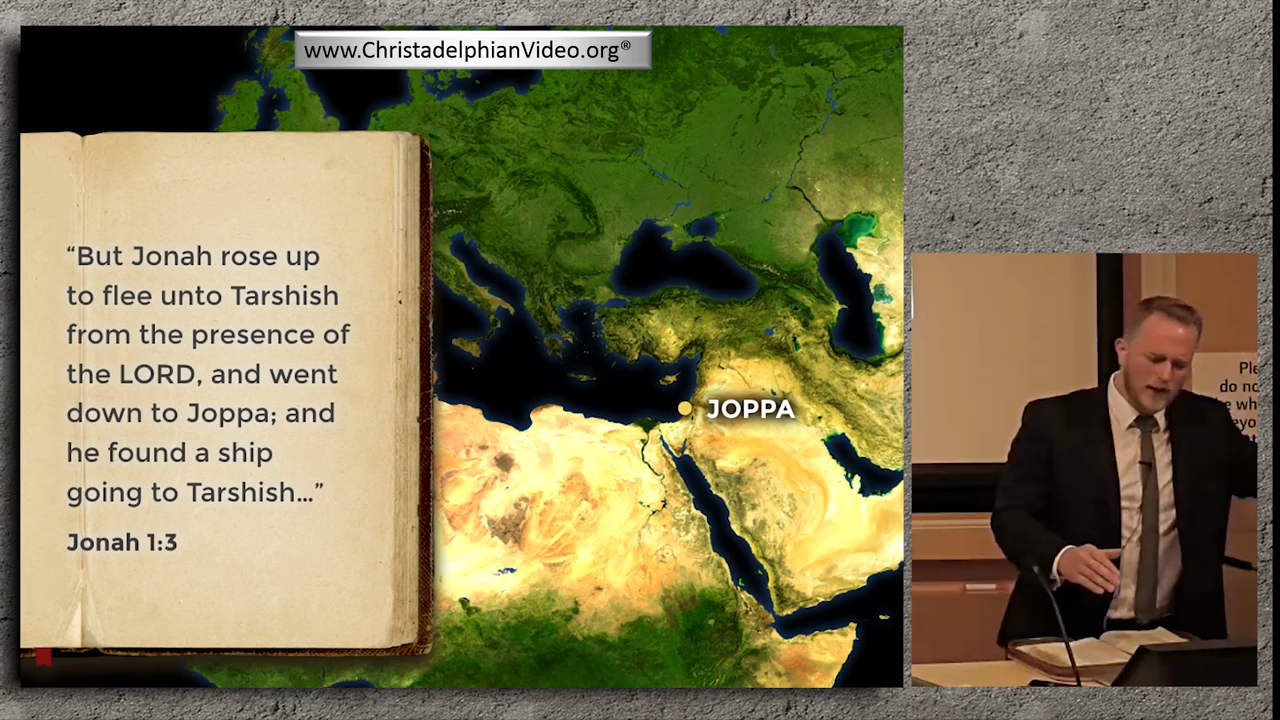 www.ChristadelphianVideo.org®
“But Jonah rose up
to flee unto Tarshish
from the presence of
the LORD, and went
down to Joppa; and
he found a ship
going to Tarshish...”
Jonah 1:3
JOPPA
do